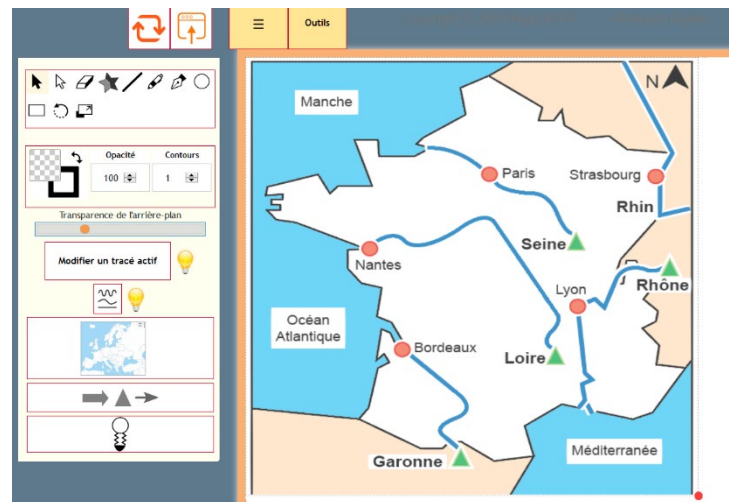 ☰ Outils
Opacité Contours
100 1
Transparence de l'arrière-plan
Modifier un tracé actif
N
Manche
Paris
Strasbourg
Rhin
Seine
Nantes
Rhône
Lyon
Océan
Atlantique
Bordeaux
Loire
Méditerranée
Garonne